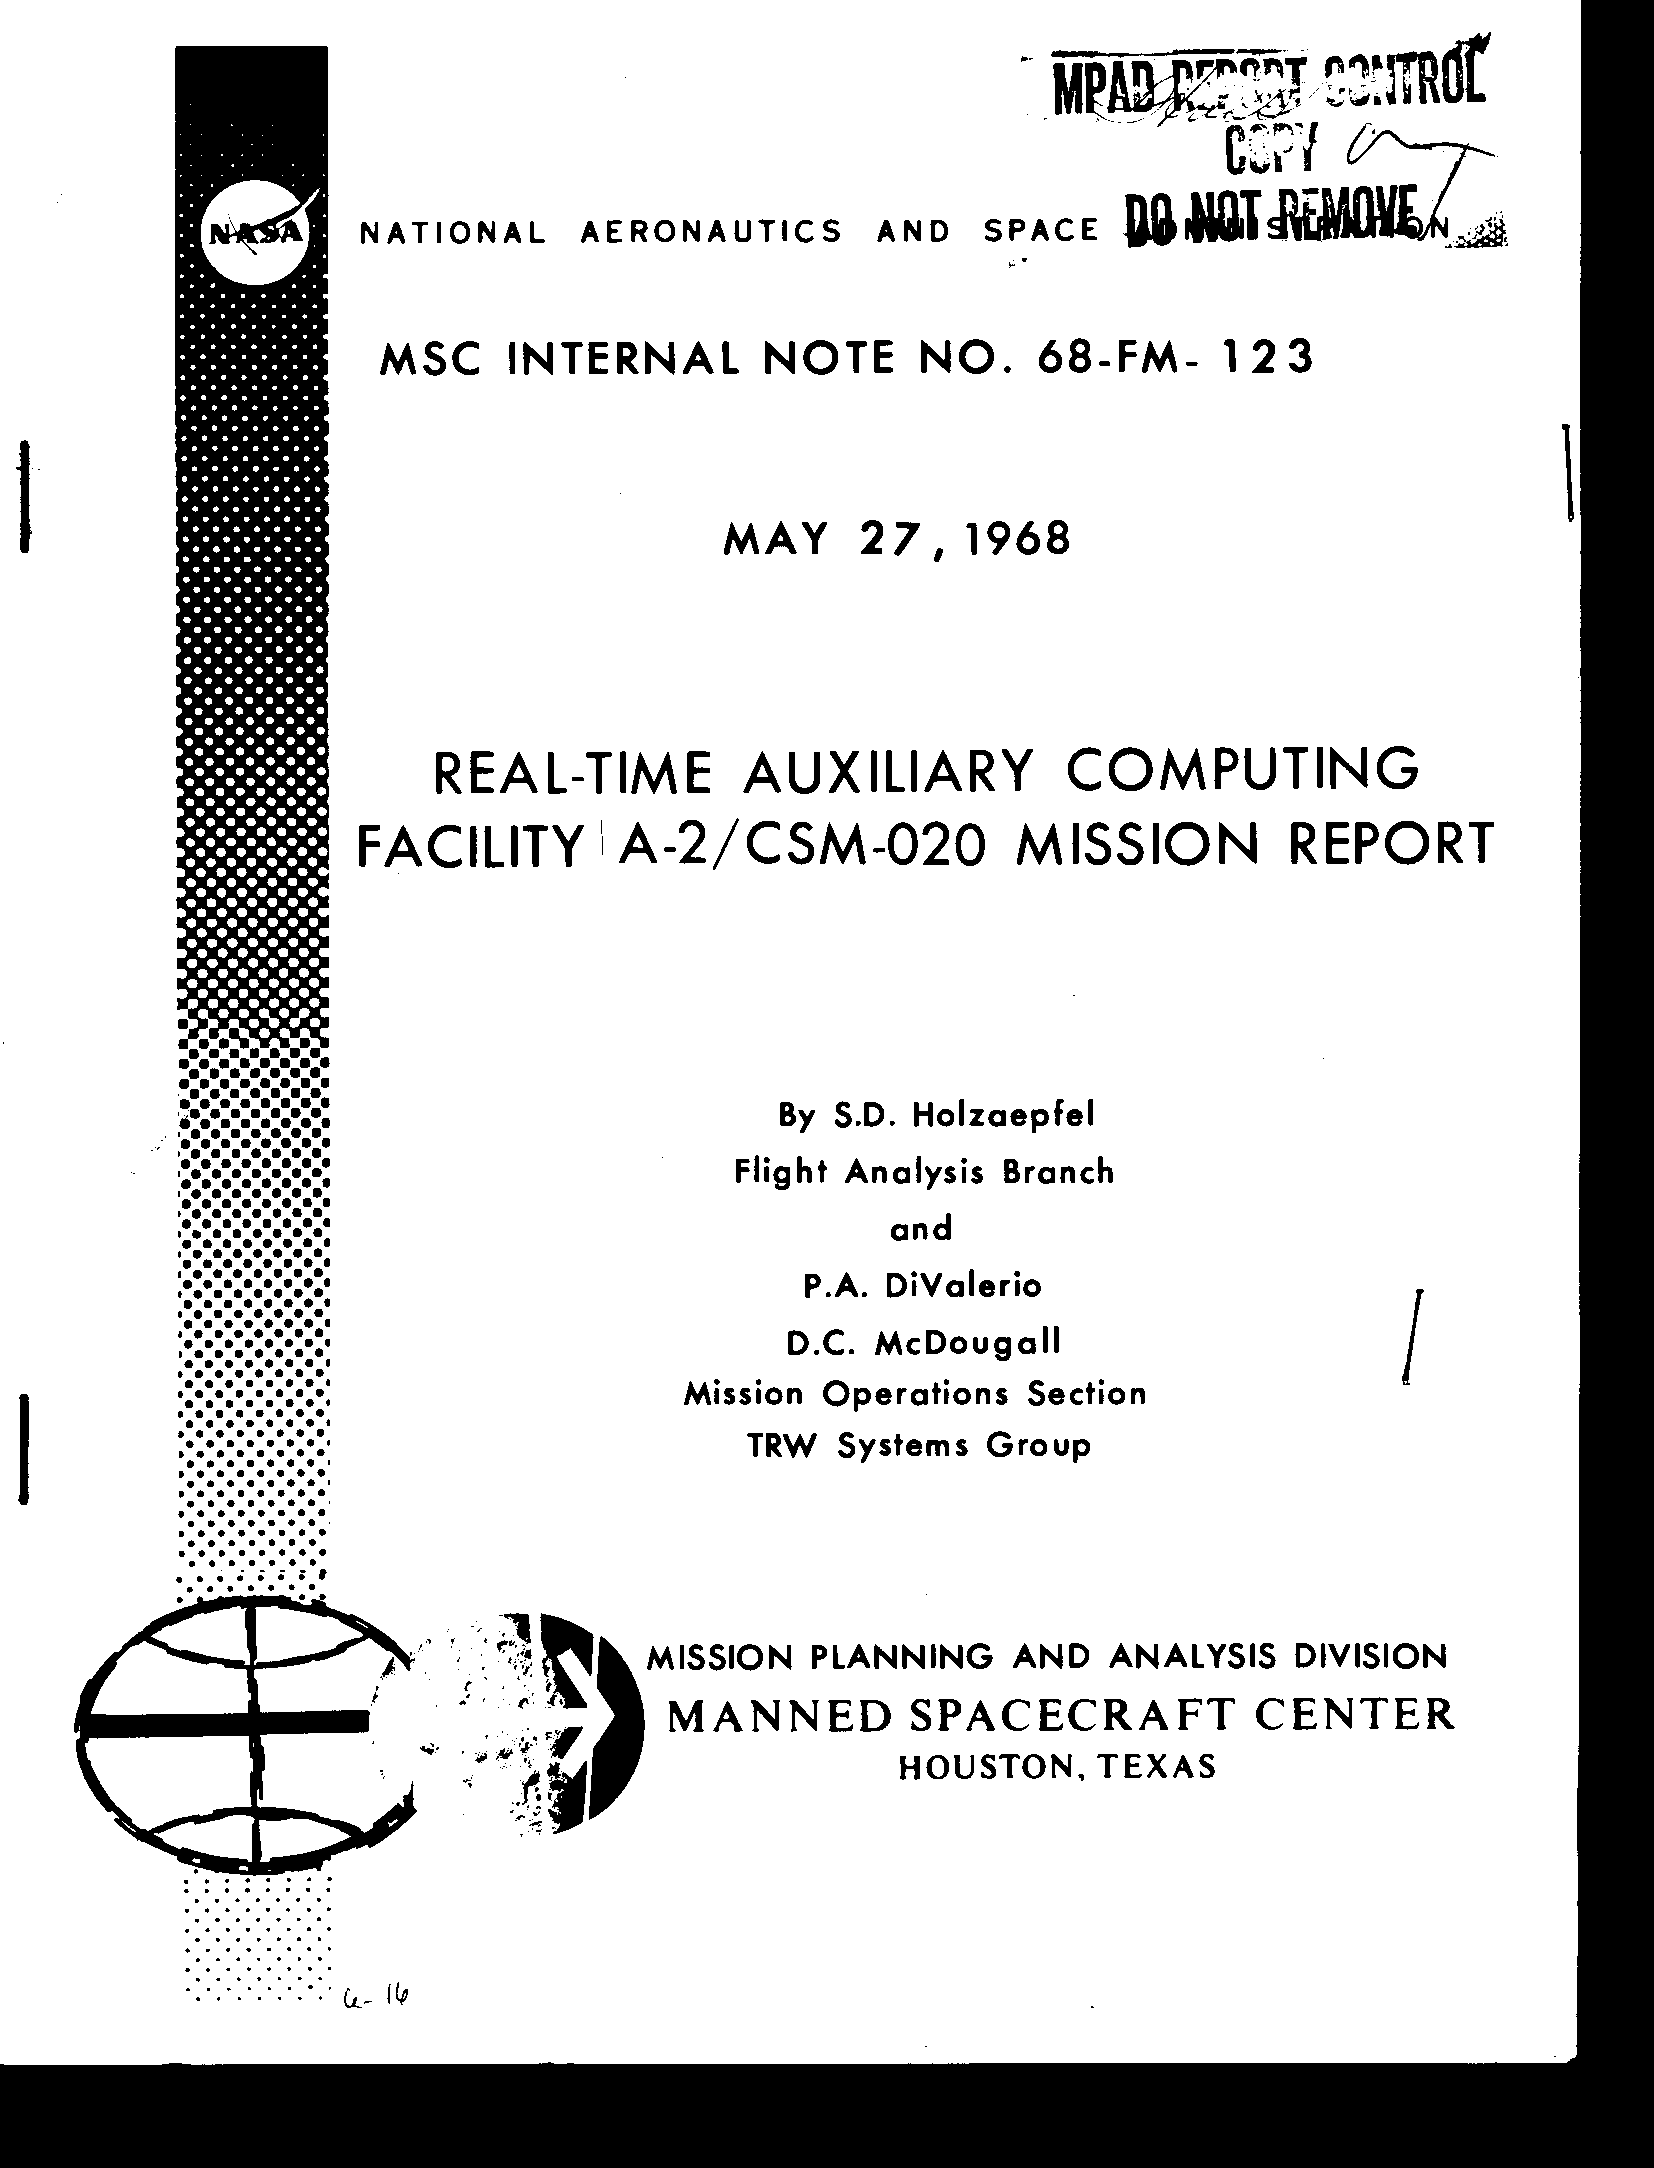 MPAD REPORT CONTROL
COPY
DO NOT REMOVE
NASA
NATIONAL AERONAUTICS AND SPACE
MSC INTERNAL NOTE NO. 68-FM-123
MAY 27, 1968
REAL-TIME AUXILIARY COMPUTING
FACILITY A-2/CSM-020 MISSION REPORT
By S.D. Holzaepfel
Flight Analysis Branch
and
P.A. DiValerio
D.C. McDougall
Mission Operations Section
TRW Systems Group
MISSION PLANNING AND ANALYSIS DIVISION
MANNED SPACECRAFT CENTER
HOUSTON, TEXAS